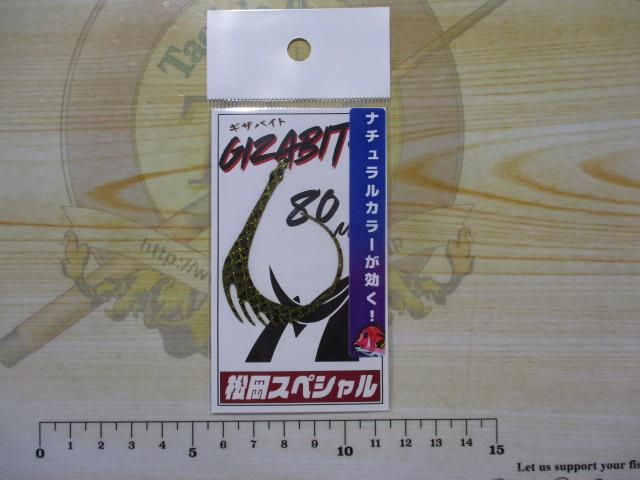 ギザバイト
GIZABIT
80
ナチュラルカラーが効く!
松岡スペシャル
http://w
0 1 2 3 4 5 6 7 8 9 10 11 12 13 14 15
Let us support your fis